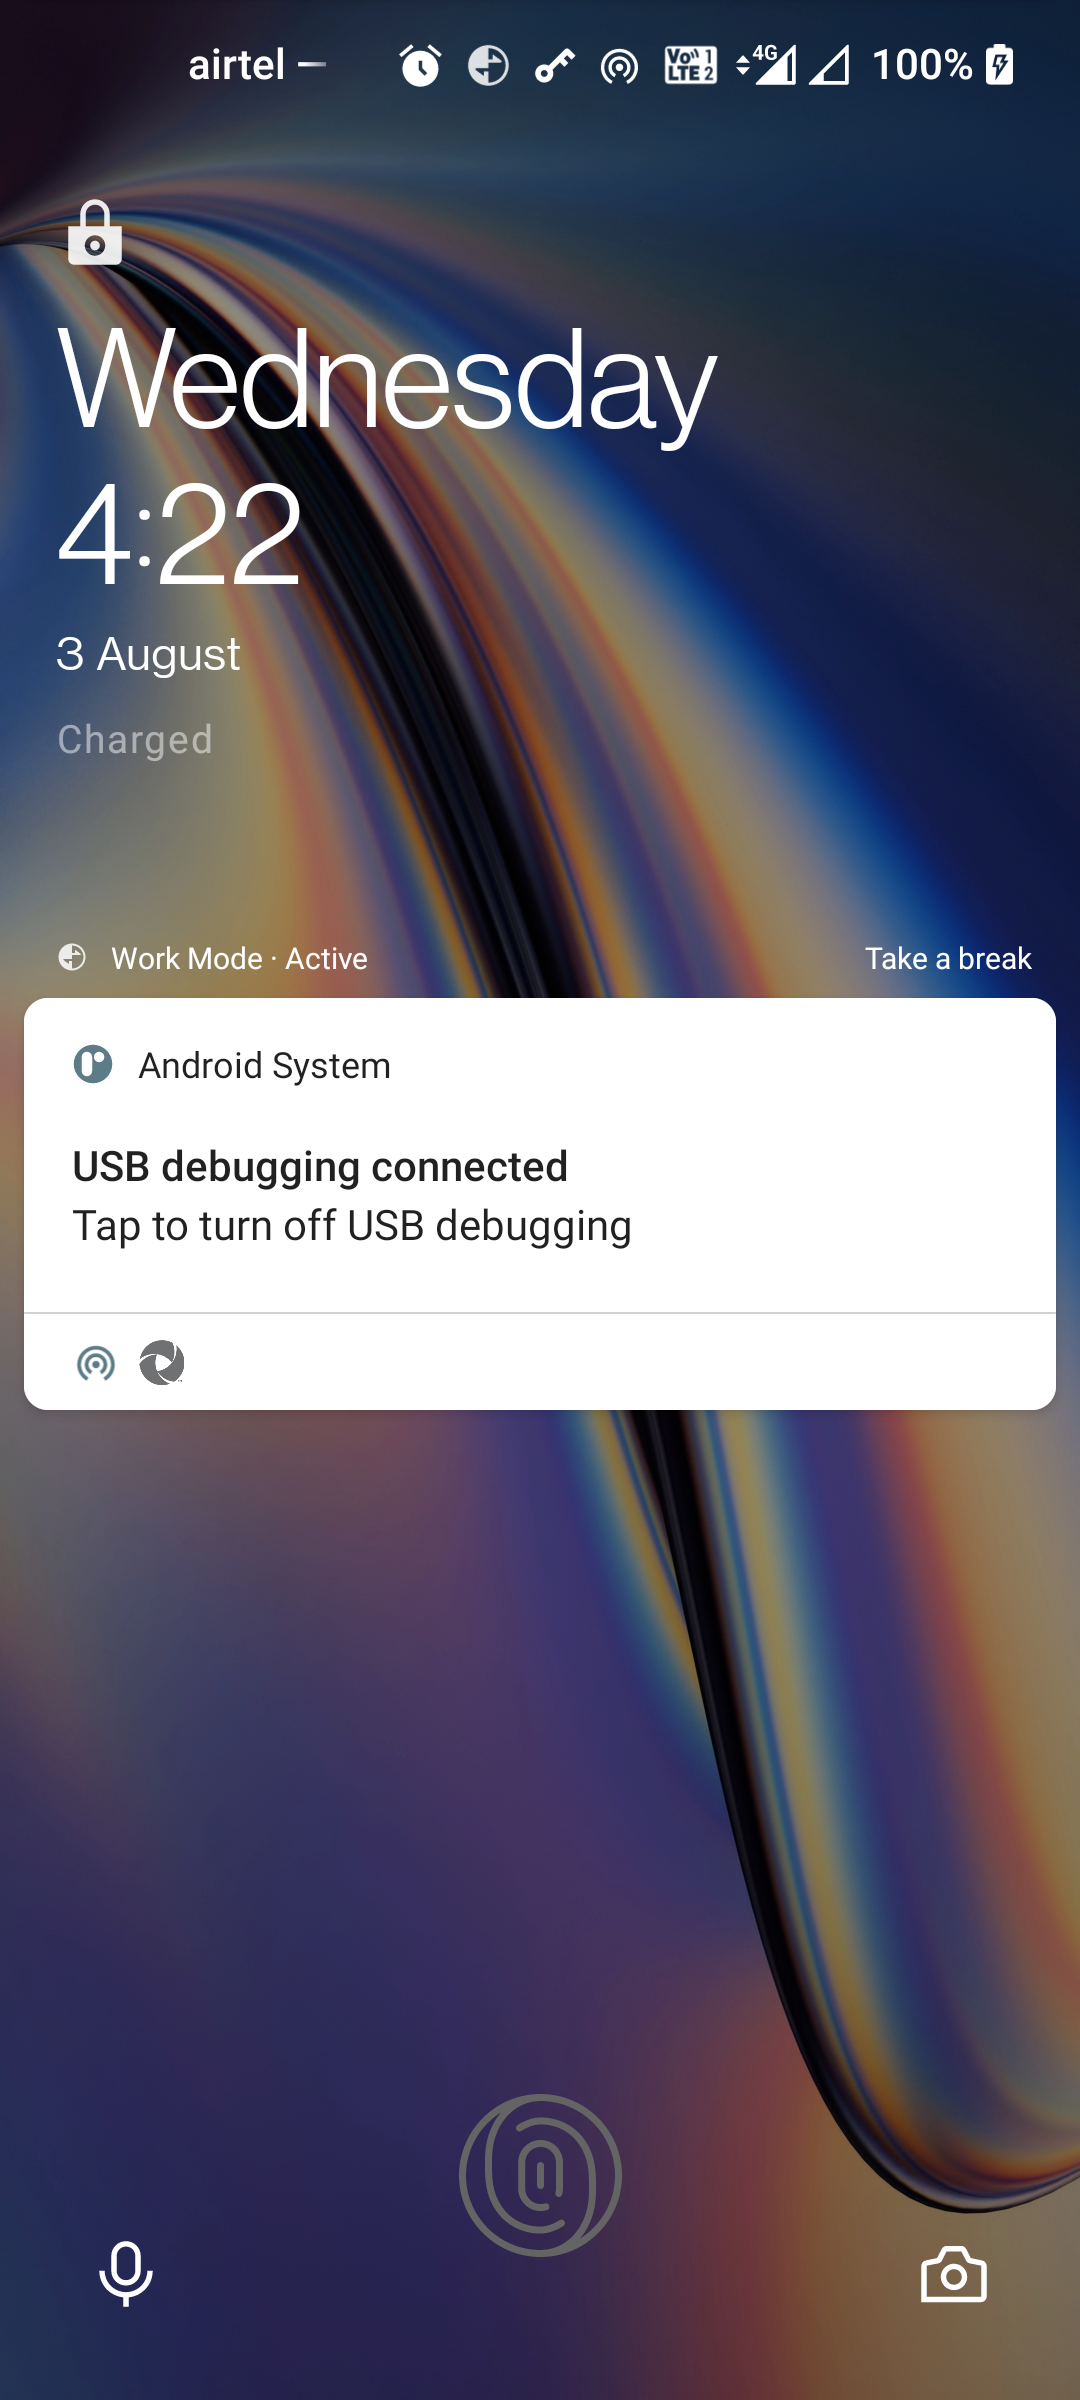 airtel —
Vo)) 1
LTE 2
4G
100%
Wednesday
4:22
3 August
Charged
Work Mode · Active
Take a break
Android System
USB debugging connected
Tap to turn off USB debugging